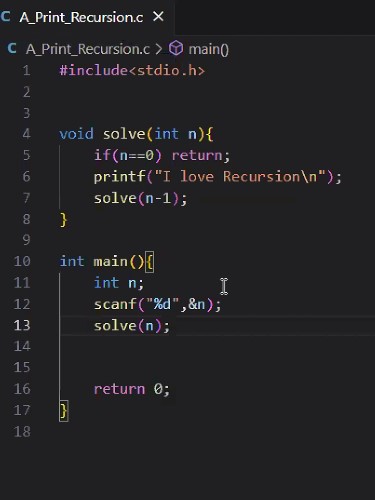 C A_Print_Recursion.c ×
C A_Print_Recursion.c > main()
1 #include<stdio.h>
2
3
4 void solve(int n){
5     if(n==0) return;
6     printf("I love Recursion\n");
7     solve(n-1);
8 }
9
10 int main(){
11     int n;
12     scanf("%d",&n);
13     solve(n);
14
15
16     return 0;
17 }
18